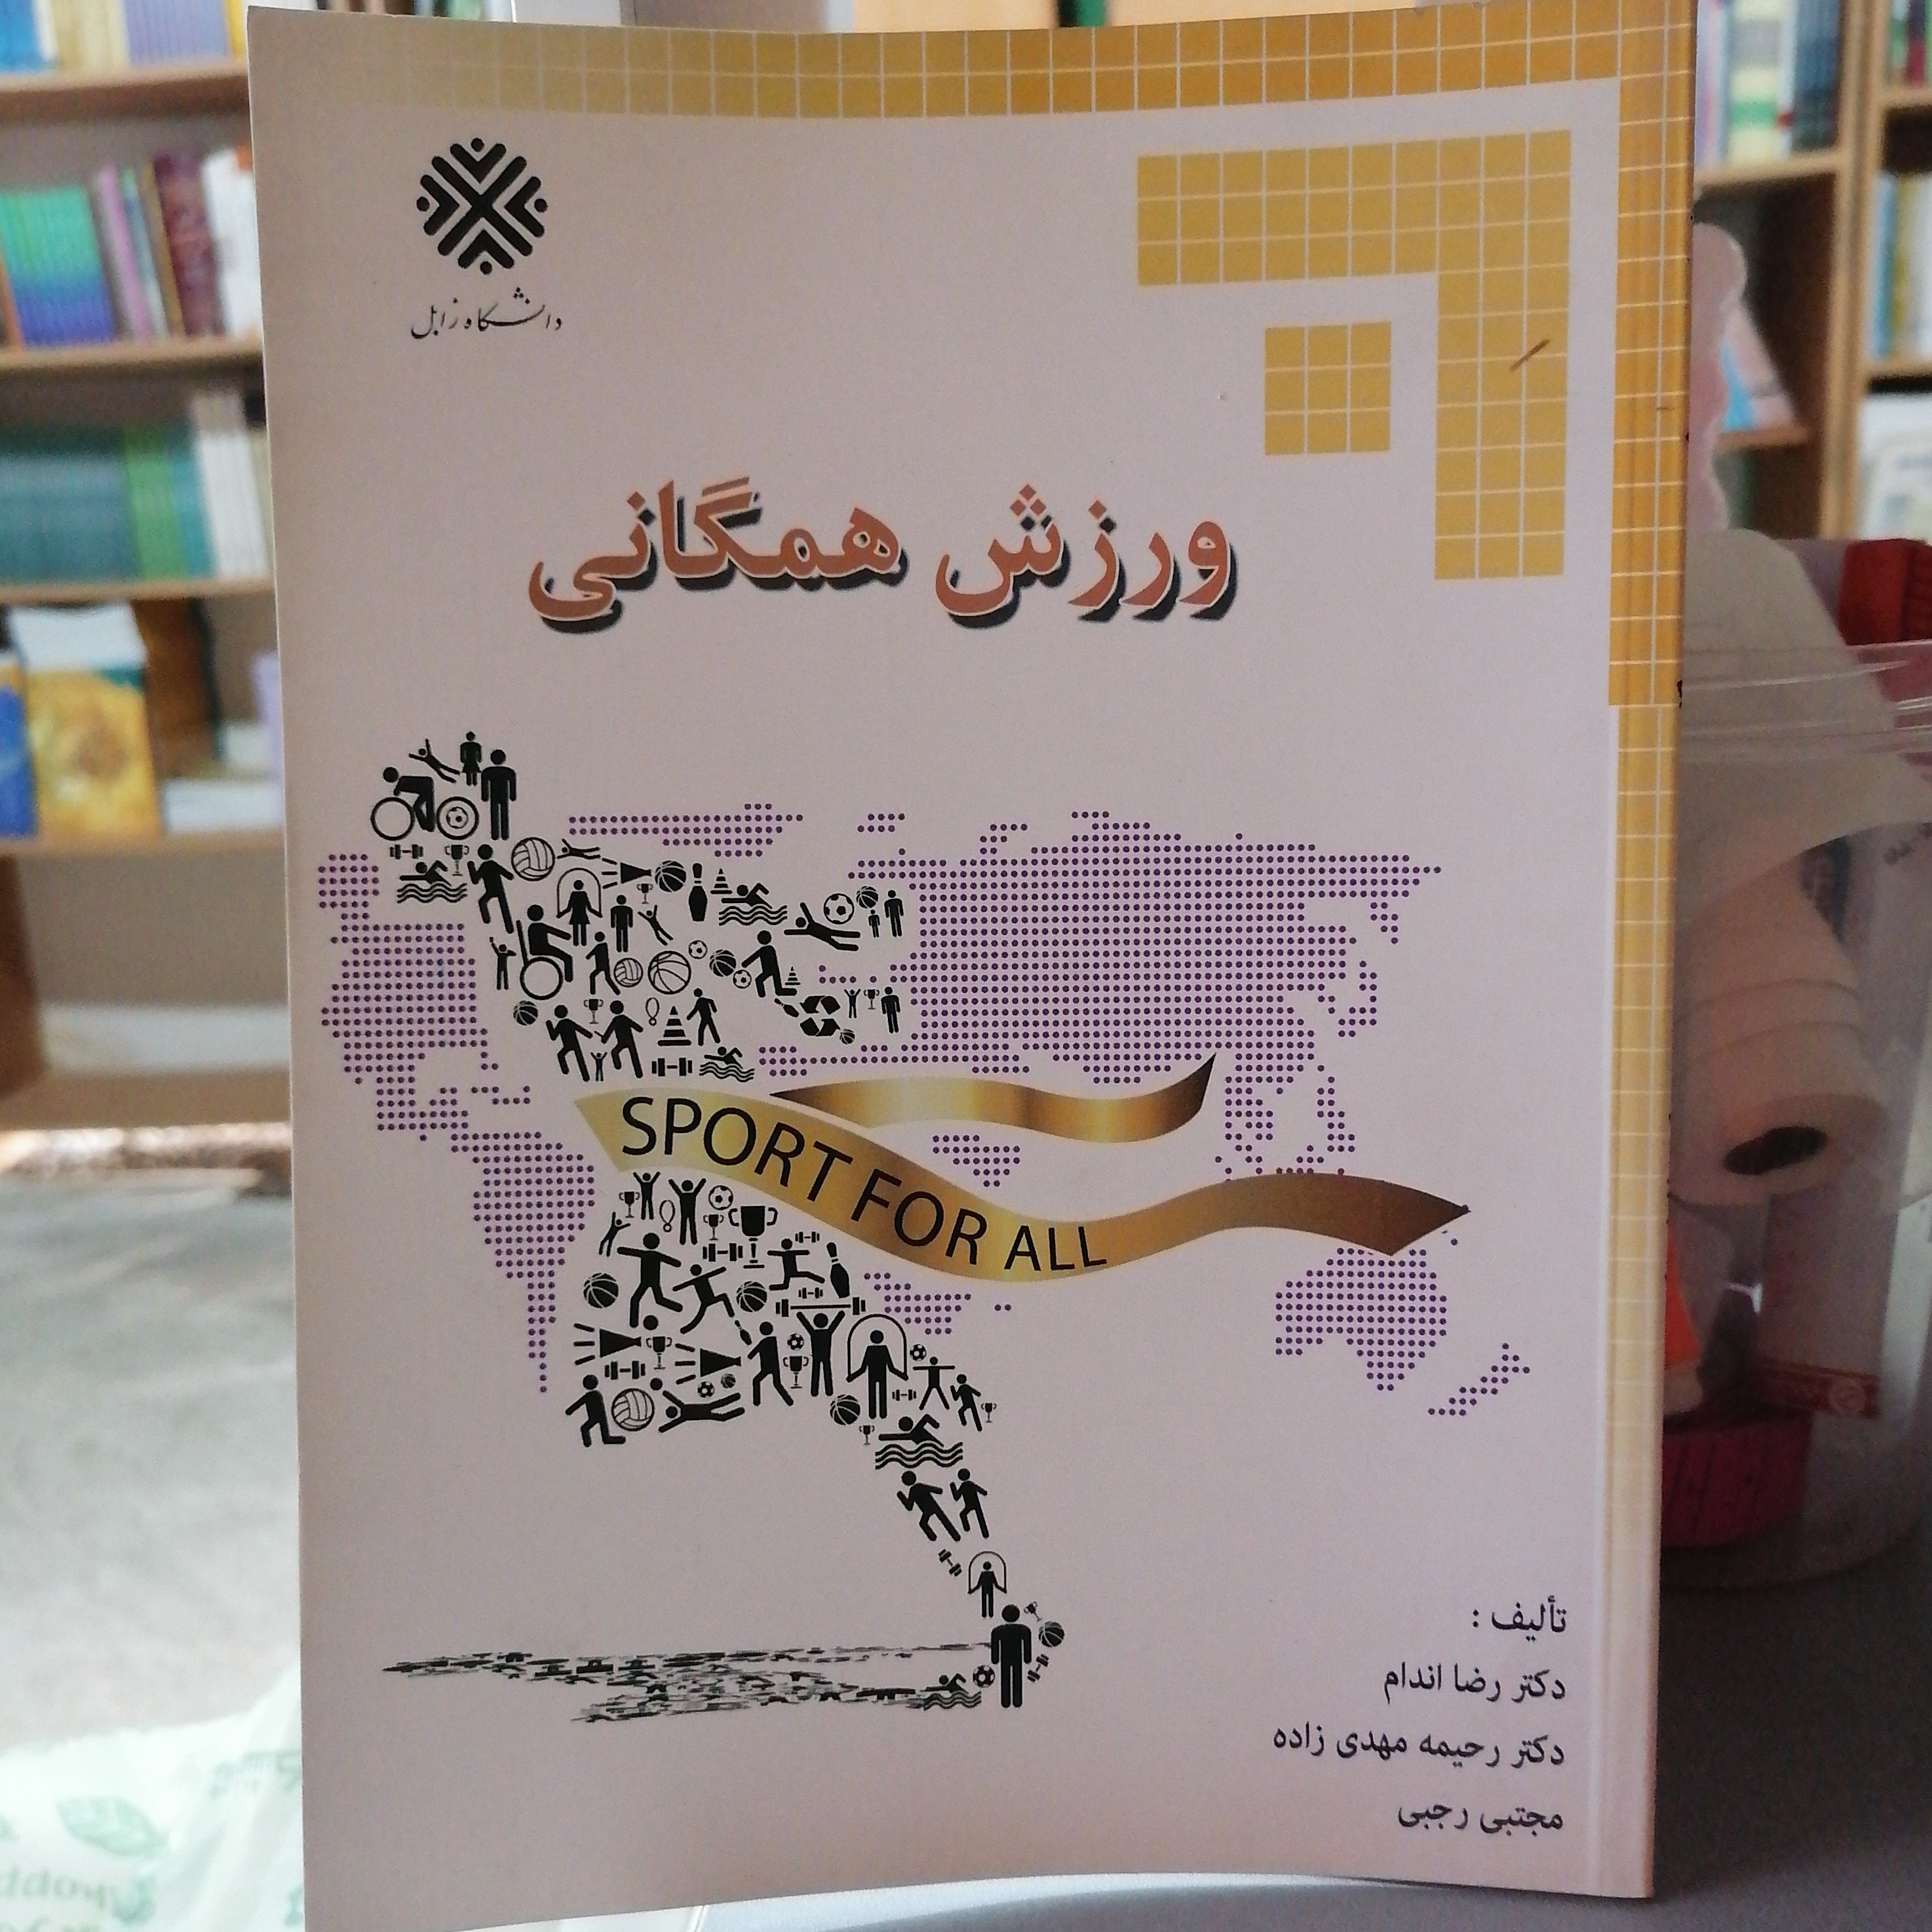 دانشگاه زابل
ورزش همگانی
SPORT FOR ALL
تألیف :
دکتر رضا اندام
دکتر رحیمه مهدی زاده
مجتبی رجبی